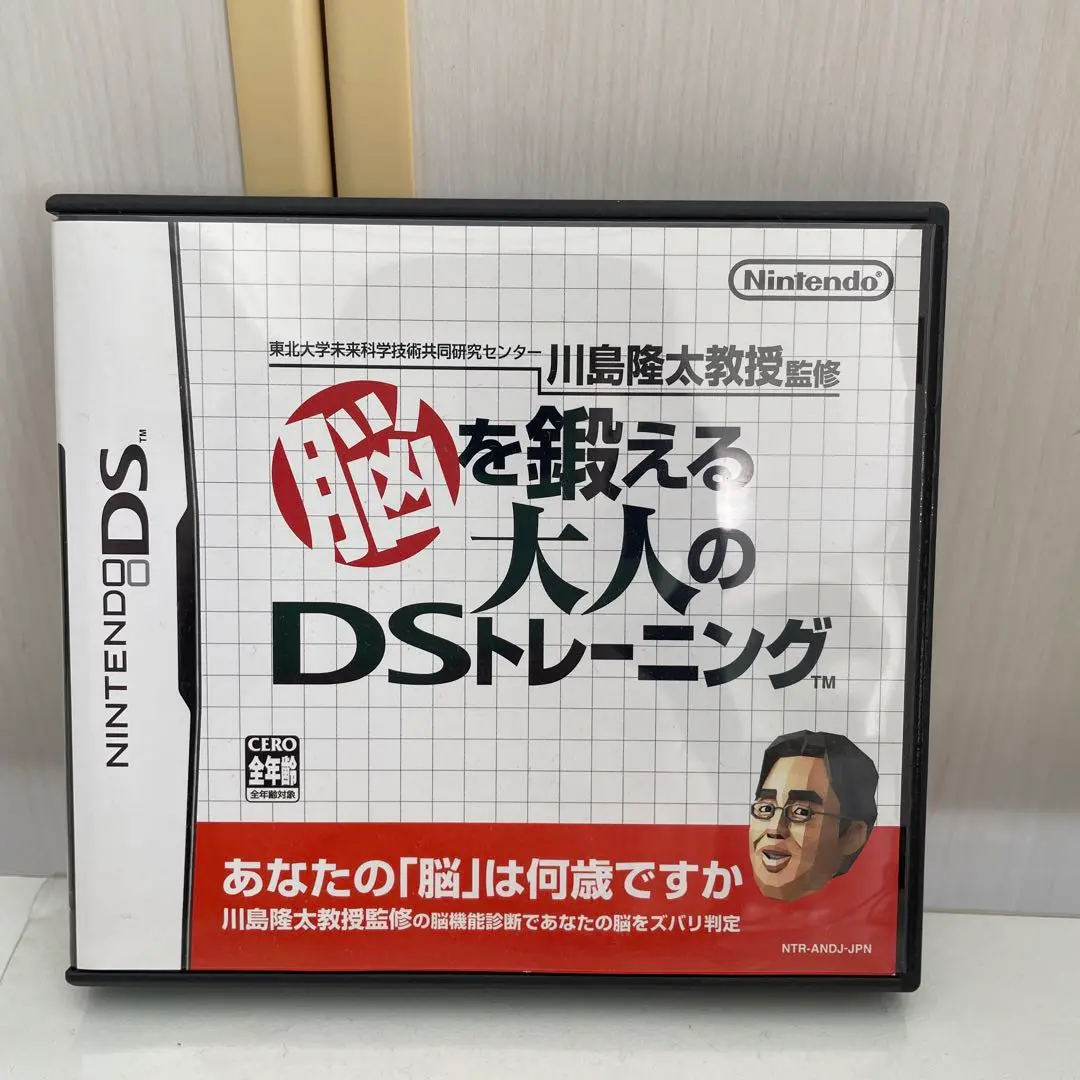 Nintendo®
東北大学未来科学技術共同研究センター 川島隆太教授監修
脳を鍛える
大人の
DSトレーニング™
CERO
全年齢
全年齢対象
あなたの「脳」は何歳ですか
川島隆太教授監修の脳機能診断であなたの脳をズバリ判定
NTR-ANDJ-JPN
NINTENDO DS™